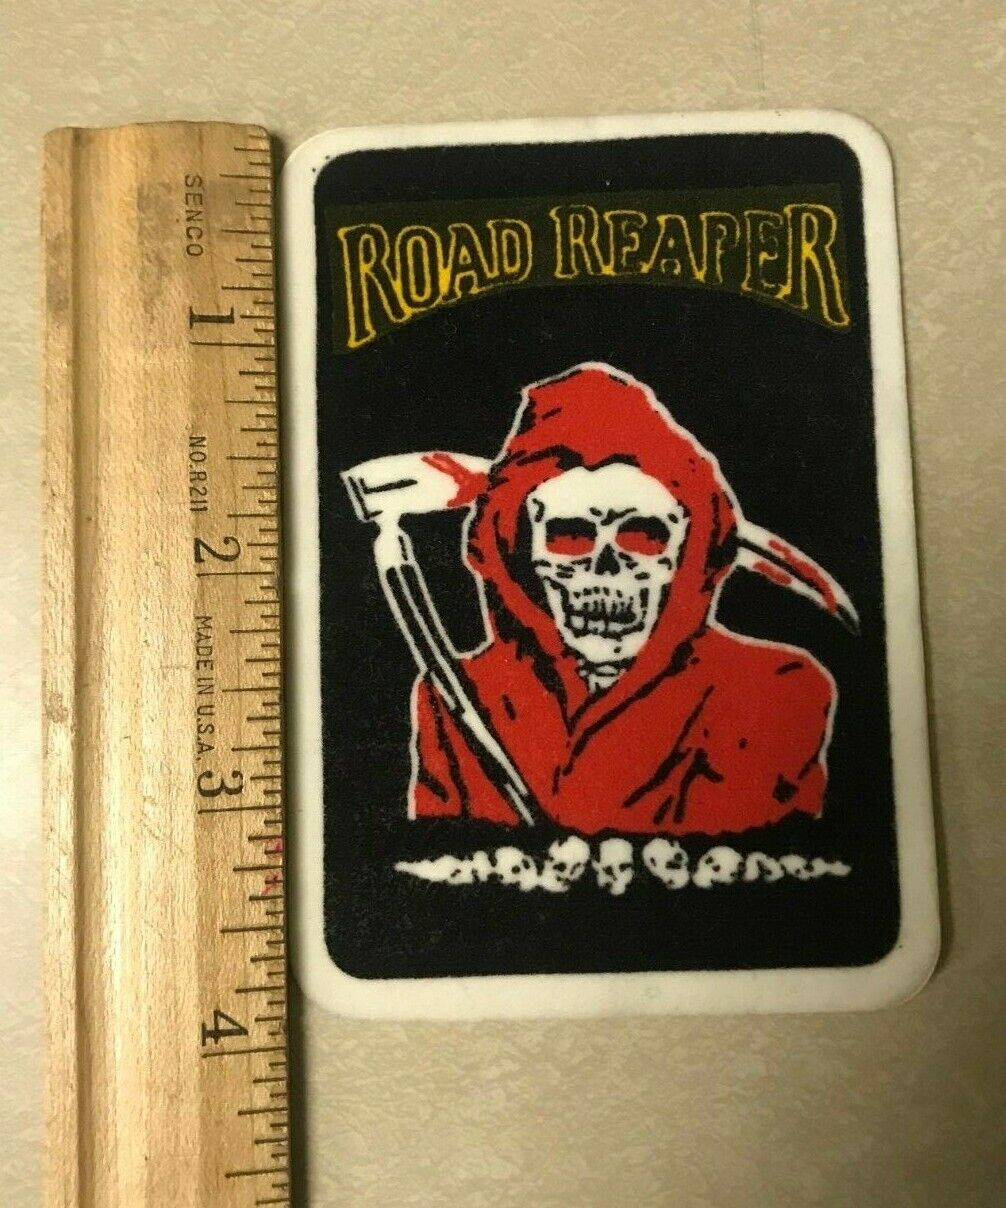 ROAD REAPER
SENCO
1
NO.R211
2
MADE IN U.S.A.
3
4